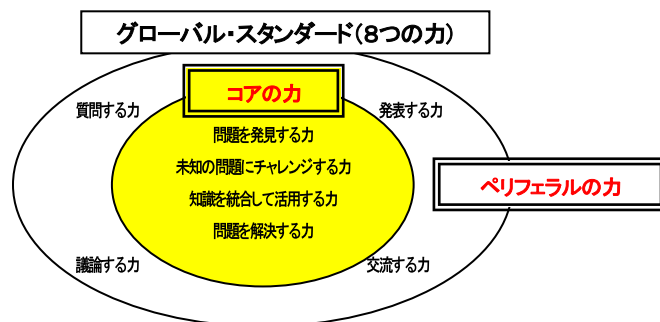 グローバル・スタンダード(8つの力)
コアの力
質問する力
発表する力
問題を発見する力
未知の問題にチャレンジする力
ペリフェラルの力
知識を統合して活用する力
問題を解決する力
議論する力
交流する力